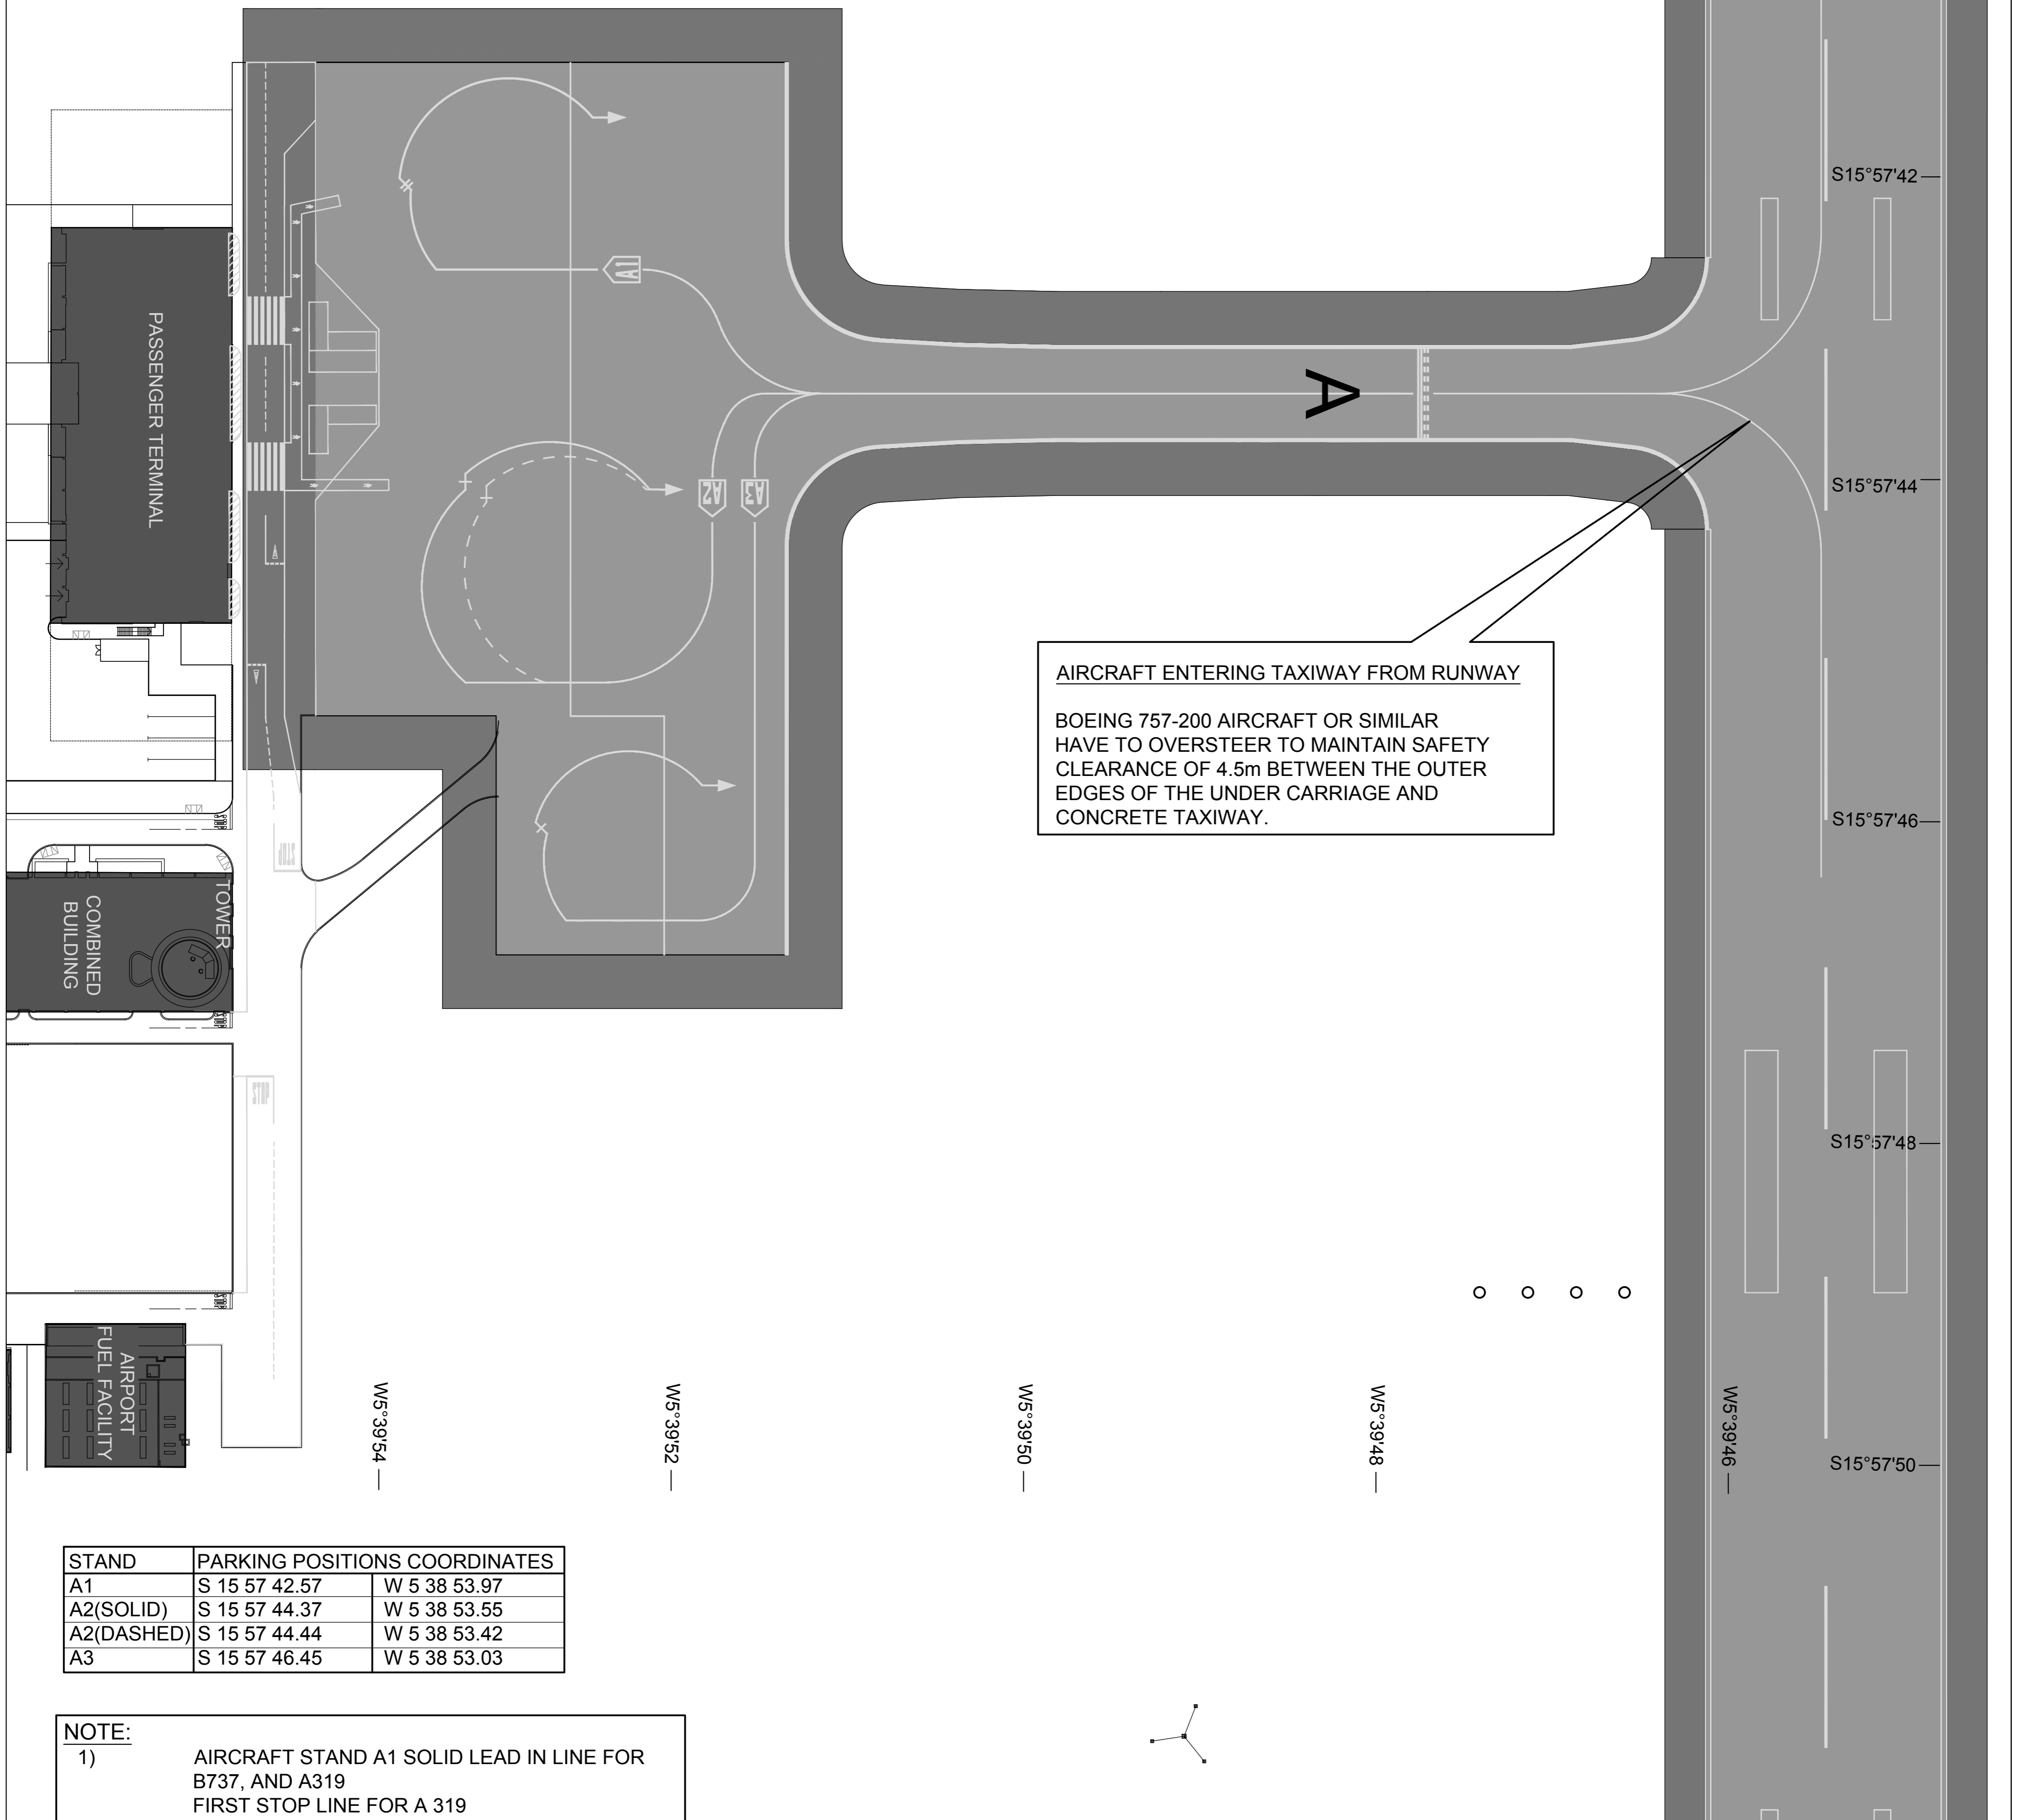 S15°57'42
A1
PASSENGER TERMINAL
A
S15°57'44
A2
A3
AIRCRAFT ENTERING TAXIWAY FROM RUNWAY
BOEING 757-200 AIRCRAFT OR SIMILAR
HAVE TO OVERSTEER TO MAINTAIN SAFETY
CLEARANCE OF 4.5m BETWEEN THE OUTER
EDGES OF THE UNDER CARRIAGE AND
CONCRETE TAXIWAY.
S15°57'46
STOP
STOP
TOWER
COMBINED
BUILDING
STOP
STOP
S15°57'48
STOP
AIRPORT
FUEL FACILITY
W5°39'54
W5°39'52
W5°39'50
W5°39'48
W5°39'46
S15°57'50
STAND PARKING POSITIONS COORDINATES
A1 S 15 57 42.57 W 5 38 53.97
A2(SOLID) S 15 57 44.37 W 5 38 53.55
A2(DASHED) S 15 57 44.44 W 5 38 53.42
A3 S 15 57 46.45 W 5 38 53.03
NOTE:
1) AIRCRAFT STAND A1 SOLID LEAD IN LINE FOR
B737, AND A319
FIRST STOP LINE FOR A 319